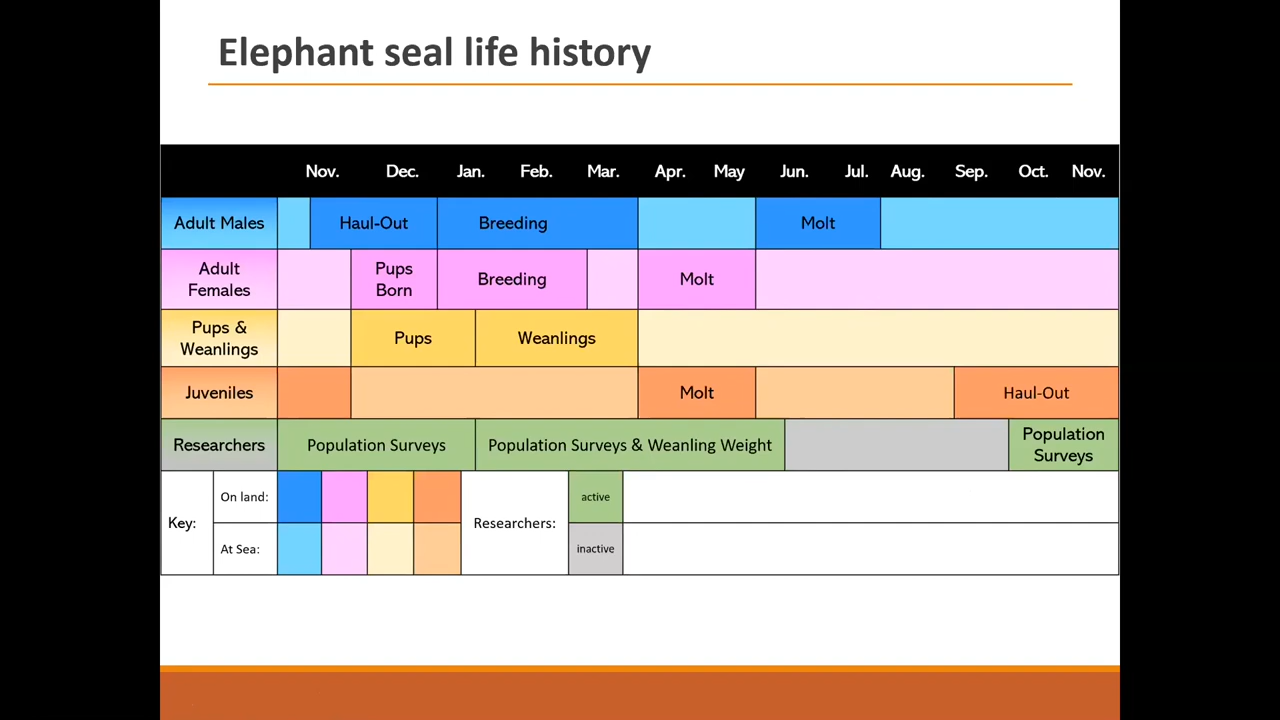 Elephant seal life history
Nov. Dec. Jan. Feb. Mar. Apr. May Jun. Jul. Aug. Sep. Oct. Nov.
Adult Males Haul-Out Breeding Molt
Adult
Females
Pups
Born
Breeding Molt
Pups &
Weanlings
Pups Weanlings
Juveniles Molt Haul-Out
Researchers Population Surveys Population Surveys & Weanling Weight
Population
Surveys
Key:
On land:
At Sea:
Researchers:
active
inactive